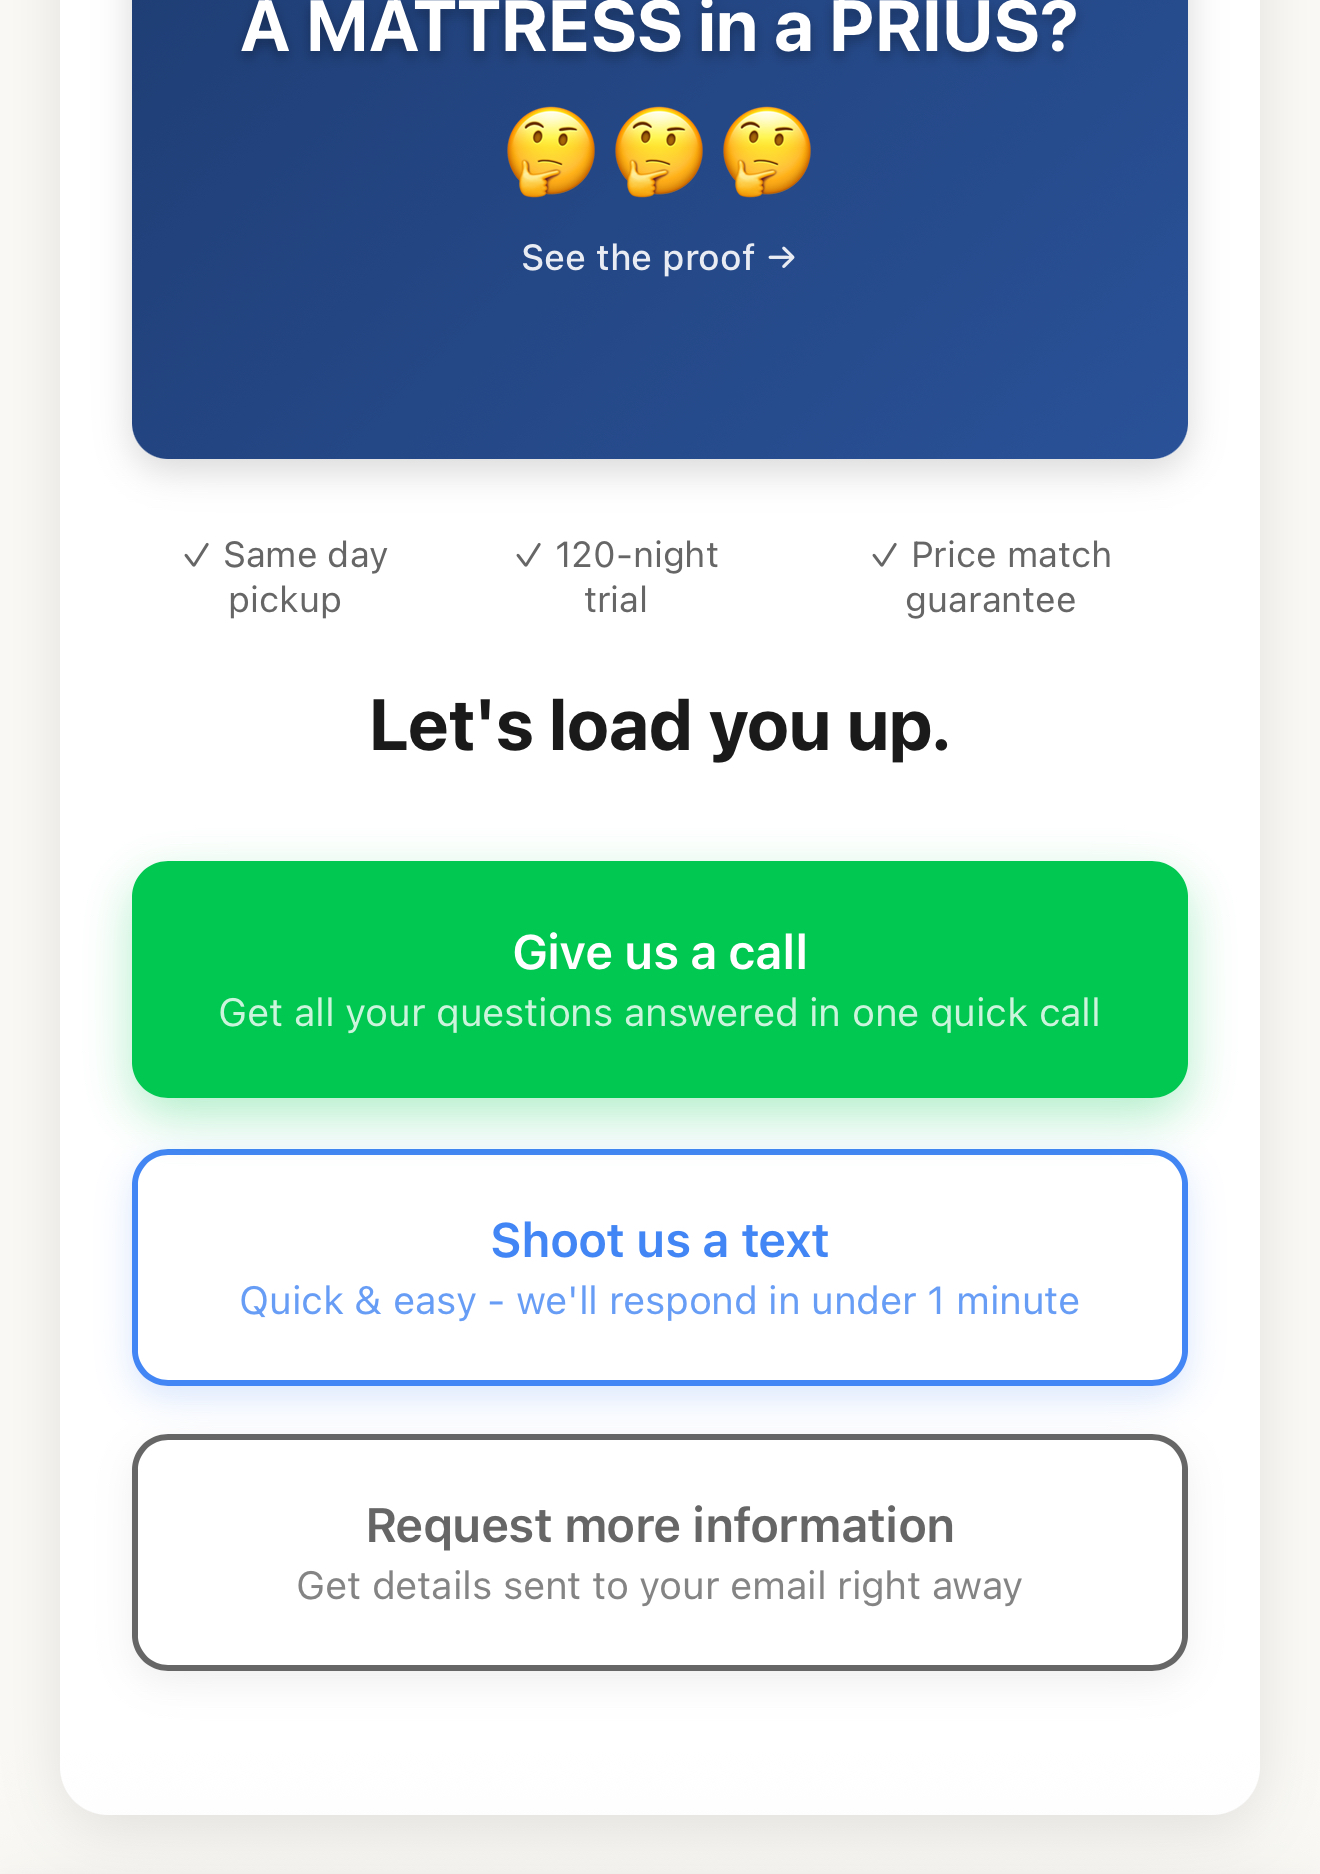 A MATTRESS in a PRIUS?
🤔🤔🤔
See the proof →
✓ Same day pickup
✓ 120-night trial
✓ Price match guarantee
Let's load you up.
Give us a call
Get all your questions answered in one quick call
Shoot us a text
Quick & easy - we'll respond in under 1 minute
Request more information
Get details sent to your email right away